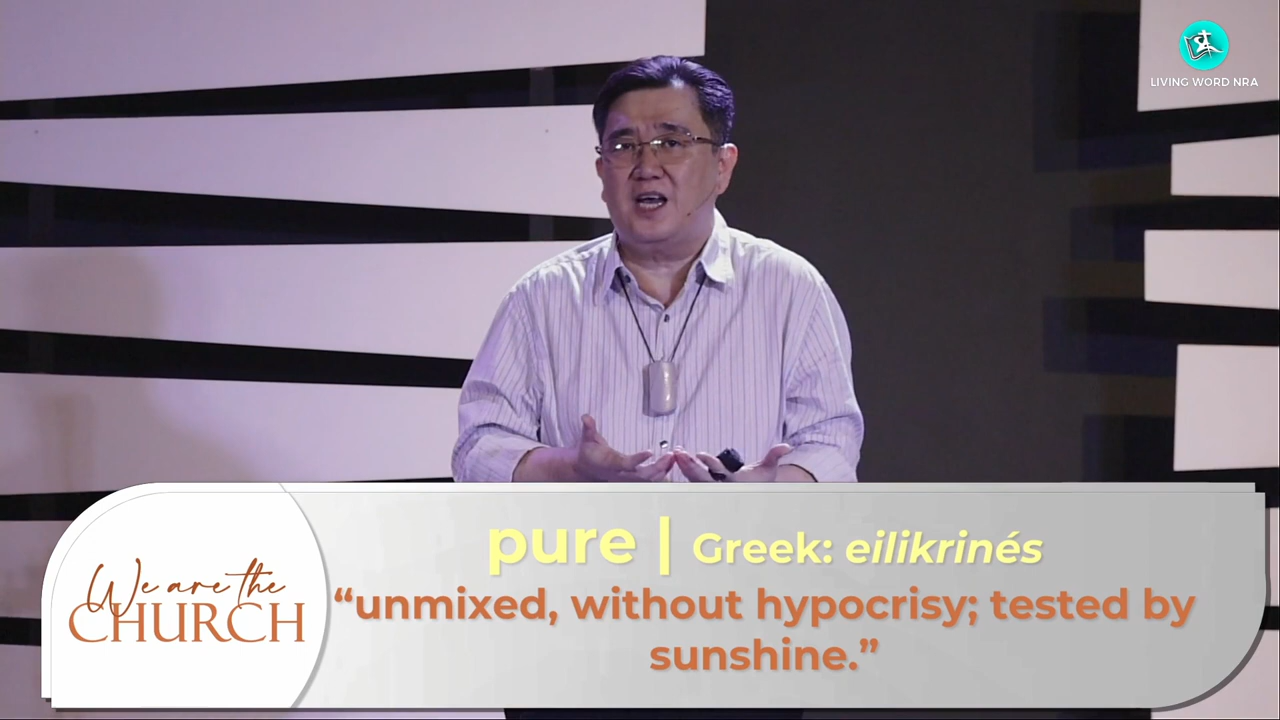 LIVING WORD NRA
pure | Greek: eilikrinés
“unmixed, without hypocrisy; tested by
sunshine.”
We are the
CHURCH